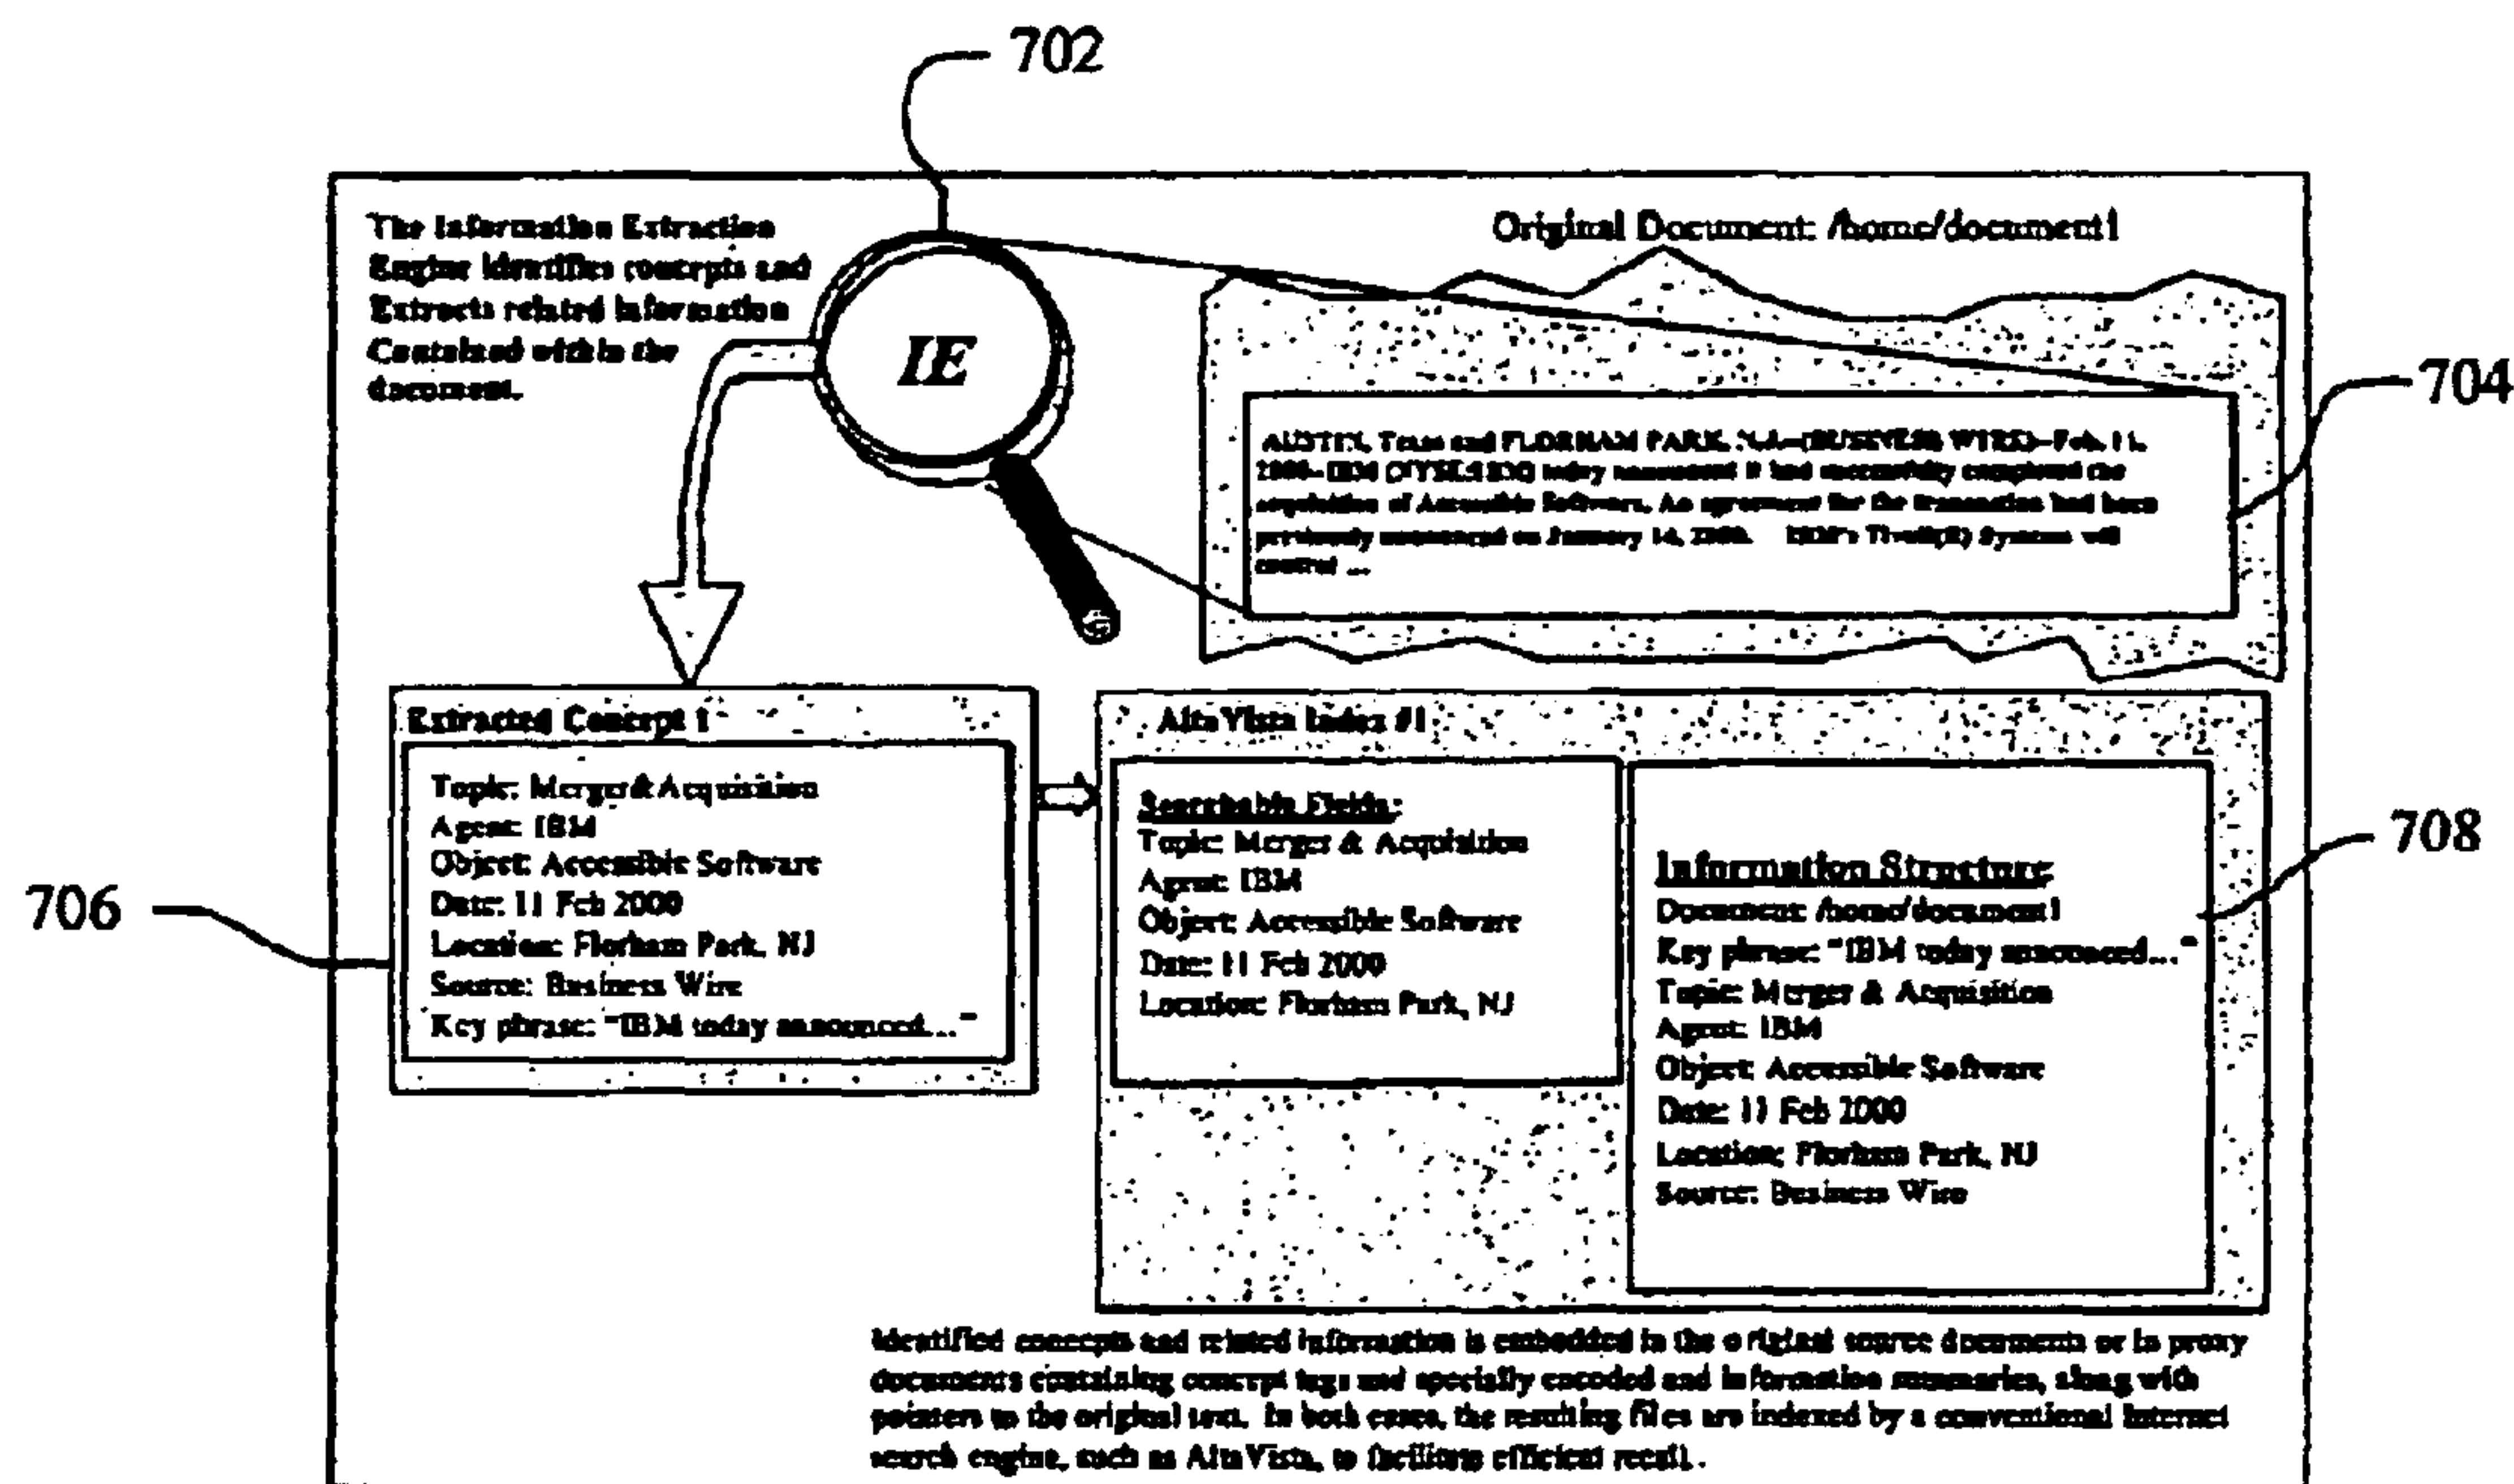 702
The Information Extraction
Engine identifies concepts and
Extracts related information
Contained within the
document.
IE
Original Document: /home/document1
704
AUSTIN, Texas and FLORHAM PARK, N.J.--(BUSINESS WIRE)--Feb. 11,
2000--IBM today announced it had successfully completed the
acquisition of Accessible Software. An agreement for the transaction had been
previously announced on January 14, 2000. IBM's Tivoli(R) Systems will
control ...
Extracted Concept 1
Topic: Merger & Acquisition
Agent: IBM
Object: Accessible Software
Date: 11 Feb 2000
Location: Florham Park, NJ
Source: Business Wire
Key phrase: "IBM today announced..."
706
AltaVista Index #1
Searchable Fields:
Topic: Merger & Acquisition
Agent: IBM
Object: Accessible Software
Date: 11 Feb 2000
Location: Florham Park, NJ
Information Structure
Document: /home/document1
Key phrase: "IBM today announced..."
Topic: Merger & Acquisition
Agent: IBM
Object: Accessible Software
Date: 11 Feb 2000
Location: Florham Park, NJ
Source: Business Wire
708
Identified concepts and related information is embedded in the original source documents or in proxy
documents containing concept tags and specially encoded and information summaries, along with
pointers to the original text. In both cases, the resulting files are indexed by a conventional Internet
search engine, such as AltaVista, to facilitate efficient recall.